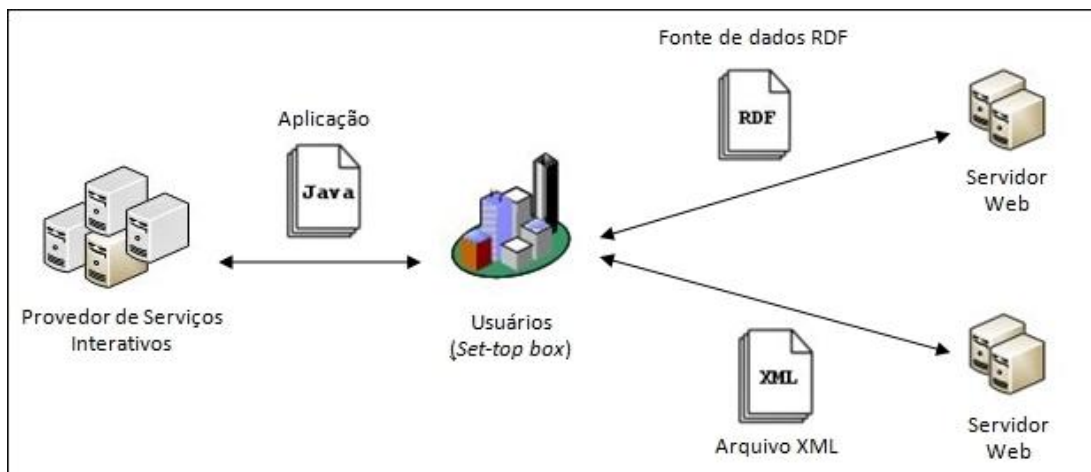 Fonte de dados RDF
RDF
Aplicação
Java
Servidor
Web
Provedor de Serviços
Interativos
Usuários
(Set-top box)
XML
Arquivo XML
Servidor
Web